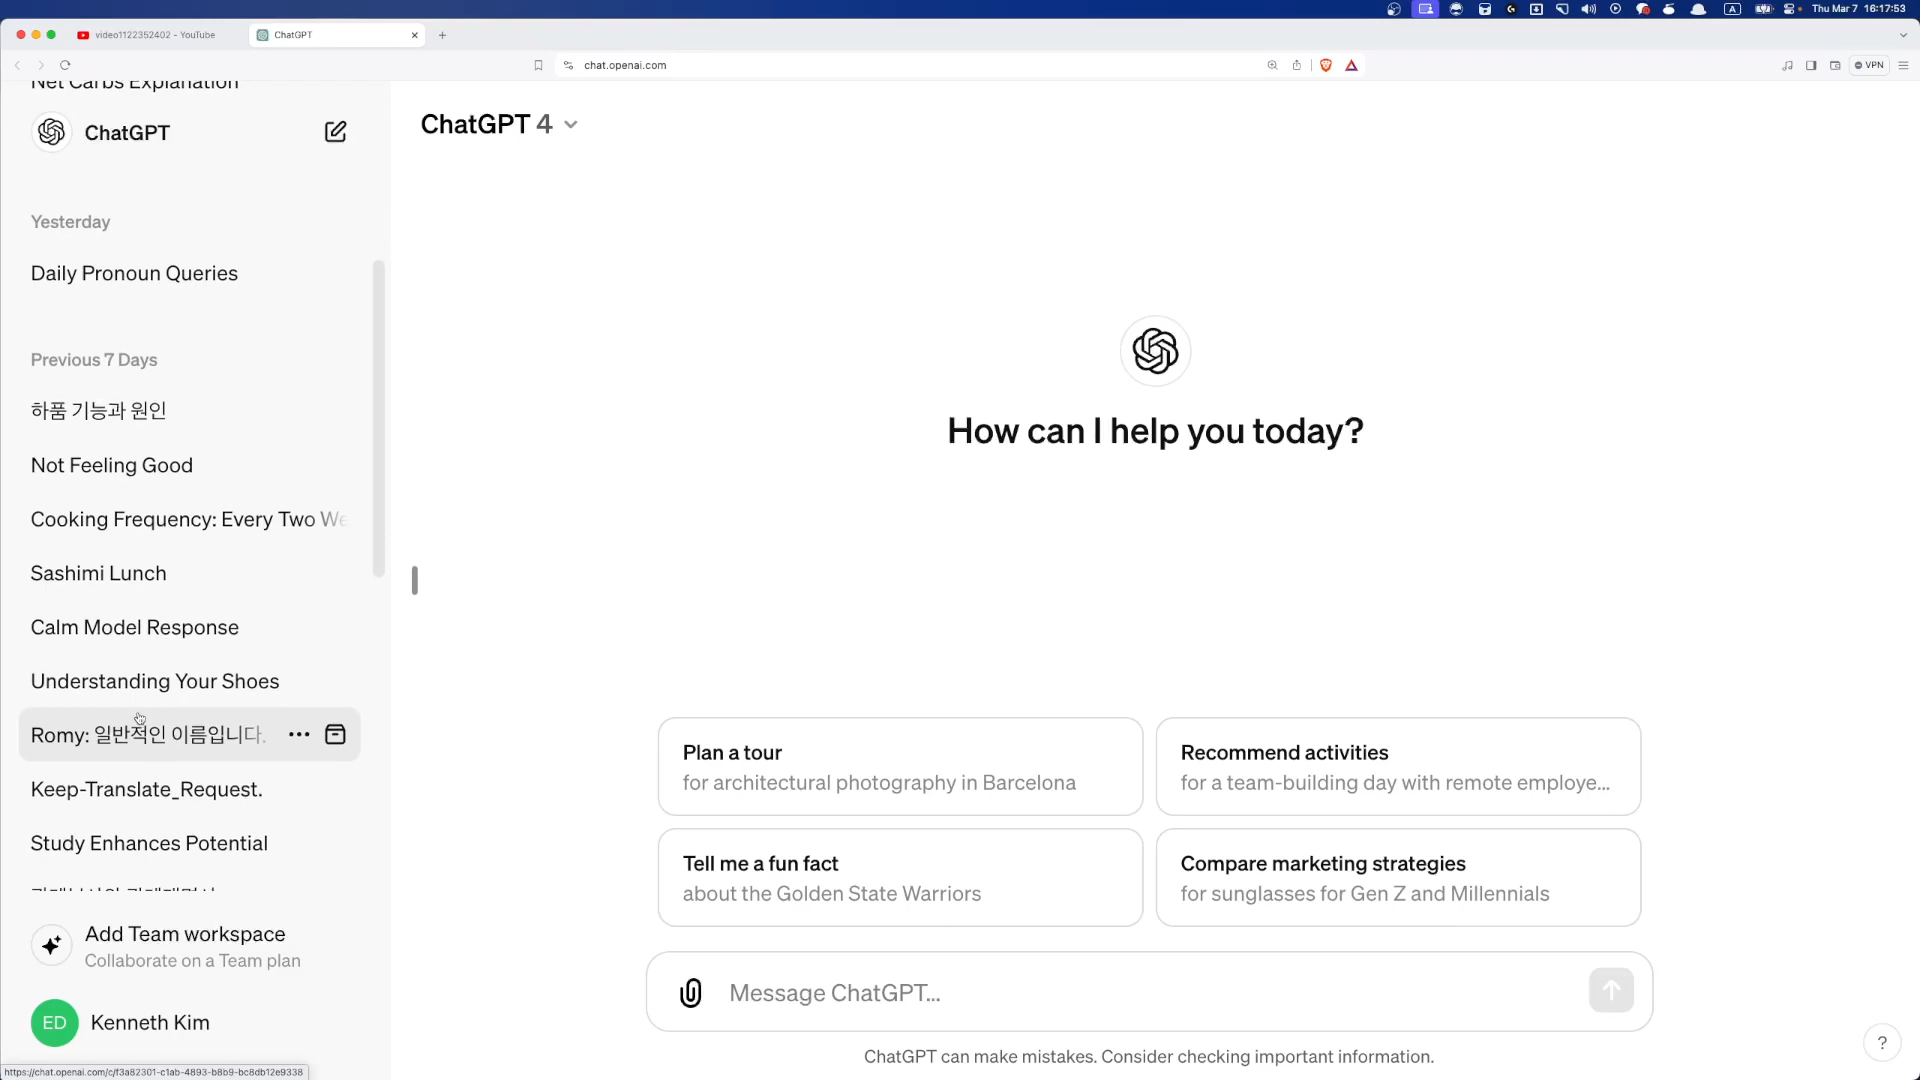 Thu Mar 7 16:17:53
video1122352402 - YouTube
ChatGPT
chat.openai.com
VPN
Net Carbs Explanation
ChatGPT
Yesterday
Daily Pronoun Queries
Previous 7 Days
하품 기능과 원인
Not Feeling Good
Cooking Frequency: Every Two We
Sashimi Lunch
Calm Model Response
Understanding Your Shoes
Romy: 일반적인 이름입니다.
Keep-Translate_Request.
Study Enhances Potential
Add Team workspace
Collaborate on a Team plan
ED
Kenneth Kim
https://chat.openai.com/c/f3a82301-c1ab-4893-b8b9-bc8db12e9338
ChatGPT 4
How can I help you today?
Plan a tour
for architectural photography in Barcelona
Recommend activities
for a team-building day with remote employe...
Tell me a fun fact
about the Golden State Warriors
Compare marketing strategies
for sunglasses for Gen Z and Millennials
Message ChatGPT...
ChatGPT can make mistakes. Consider checking important information.
?